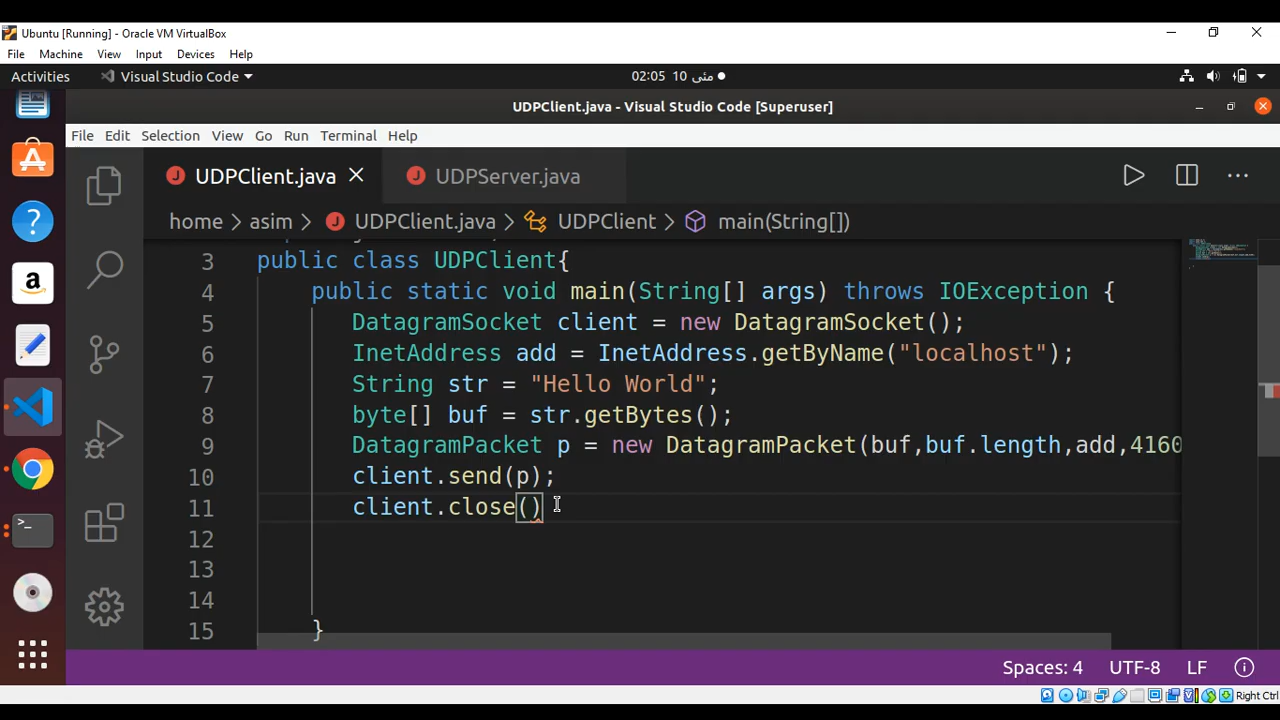 Ubuntu [Running] - Oracle VM VirtualBox
File Machine View Input Devices Help
Activities Visual Studio Code 02:05 10 مئی
UDPClient.java - Visual Studio Code [Superuser]
File Edit Selection View Go Run Terminal Help
J UDPClient.java J UDPServer.java
home > asim > J UDPClient.java > UDPClient > main(String[])
3 public class UDPClient{
4 public static void main(String[] args) throws IOException {
5 DatagramSocket client = new DatagramSocket();
6 InetAddress add = InetAddress.getByName("localhost");
7 String str = "Hello World";
8 byte[] buf = str.getBytes();
9 DatagramPacket p = new DatagramPacket(buf,buf.length,add,4160
10 client.send(p);
11 client.close()
12
13
14
15 }
Spaces: 4 UTF-8 LF
Right Ctrl